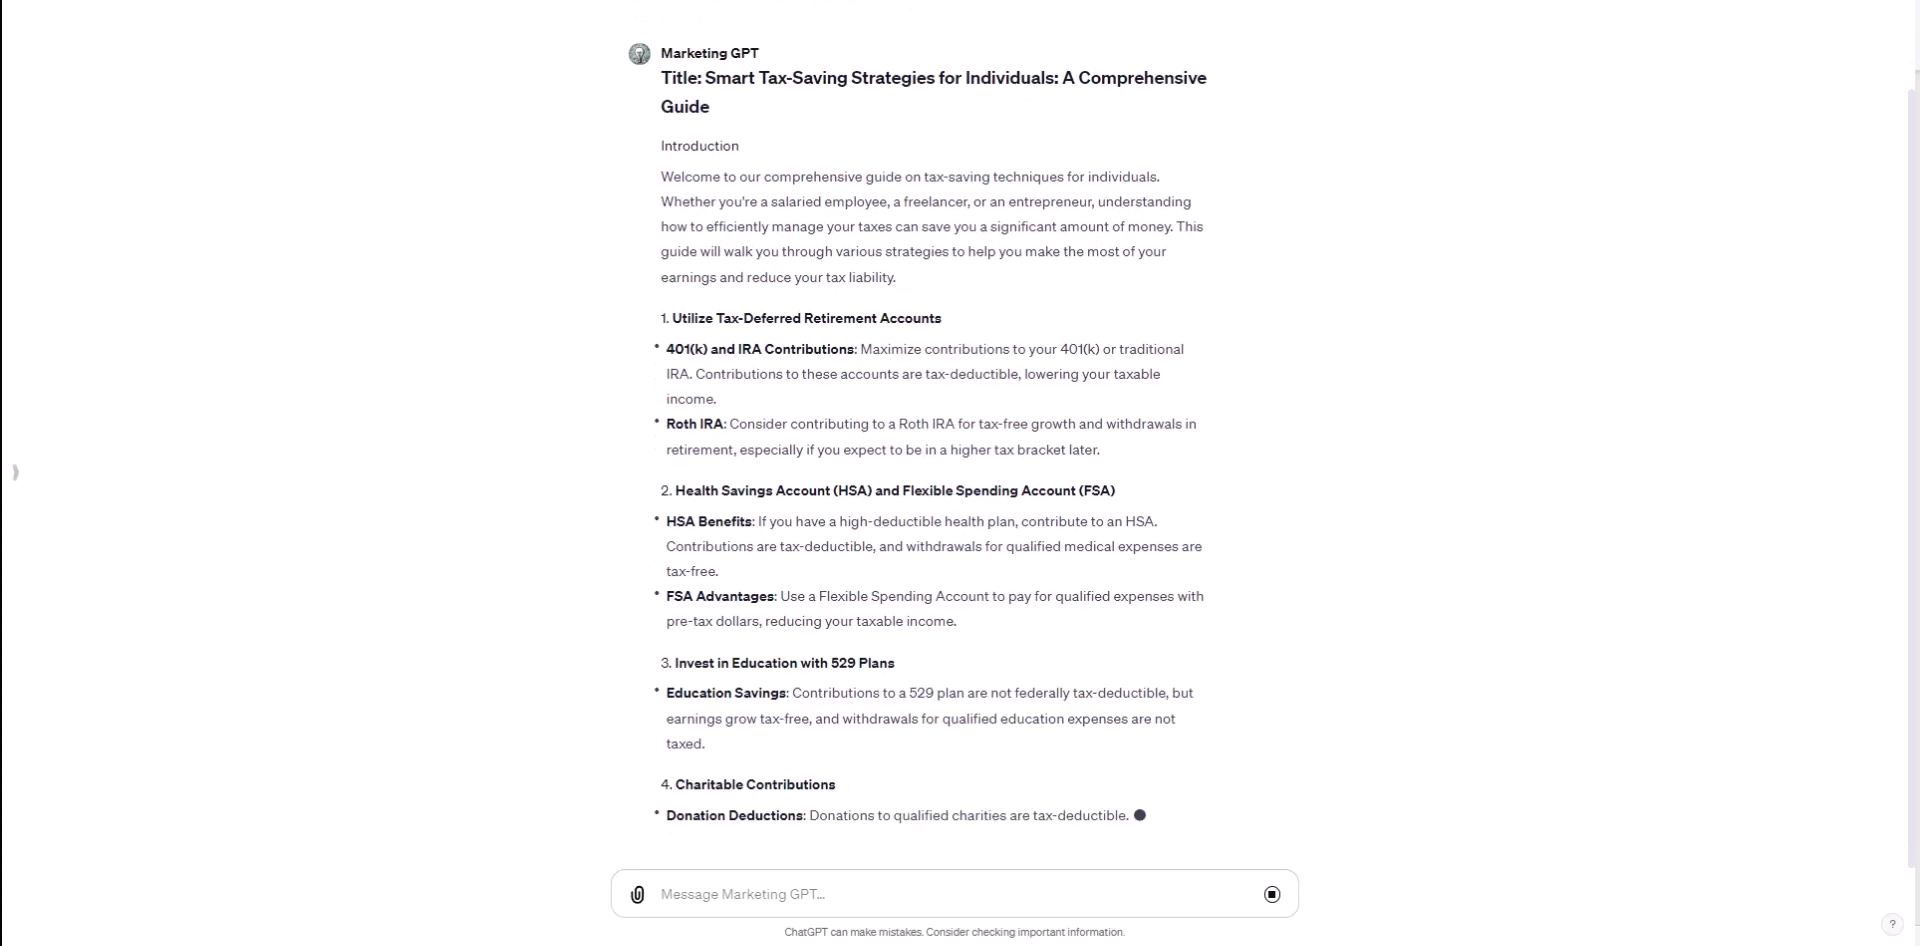 Marketing GPT
Title: Smart Tax-Saving Strategies for Individuals: A Comprehensive
Guide
Introduction
Welcome to our comprehensive guide on tax-saving techniques for individuals.
Whether you're a salaried employee, a freelancer, or an entrepreneur, understanding
how to efficiently manage your taxes can save you a significant amount of money. This
guide will walk you through various strategies to help you make the most of your
earnings and reduce your tax liability.
1. Utilize Tax-Deferred Retirement Accounts
• 401(k) and IRA Contributions: Maximize contributions to your 401(k) or traditional
IRA. Contributions to these accounts are tax-deductible, lowering your taxable
income.
• Roth IRA: Consider contributing to a Roth IRA for tax-free growth and withdrawals in
retirement, especially if you expect to be in a higher tax bracket later.
2. Health Savings Account (HSA) and Flexible Spending Account (FSA)
• HSA Benefits: If you have a high-deductible health plan, contribute to an HSA.
Contributions are tax-deductible, and withdrawals for qualified medical expenses are
tax-free.
• FSA Advantages: Use a Flexible Spending Account to pay for qualified expenses with
pre-tax dollars, reducing your taxable income.
3. Invest in Education with 529 Plans
• Education Savings: Contributions to a 529 plan are not federally tax-deductible, but
earnings grow tax-free, and withdrawals for qualified education expenses are not
taxed.
4. Charitable Contributions
• Donation Deductions: Donations to qualified charities are tax-deductible.
Message Marketing GPT...
ChatGPT can make mistakes. Consider checking important information.
?